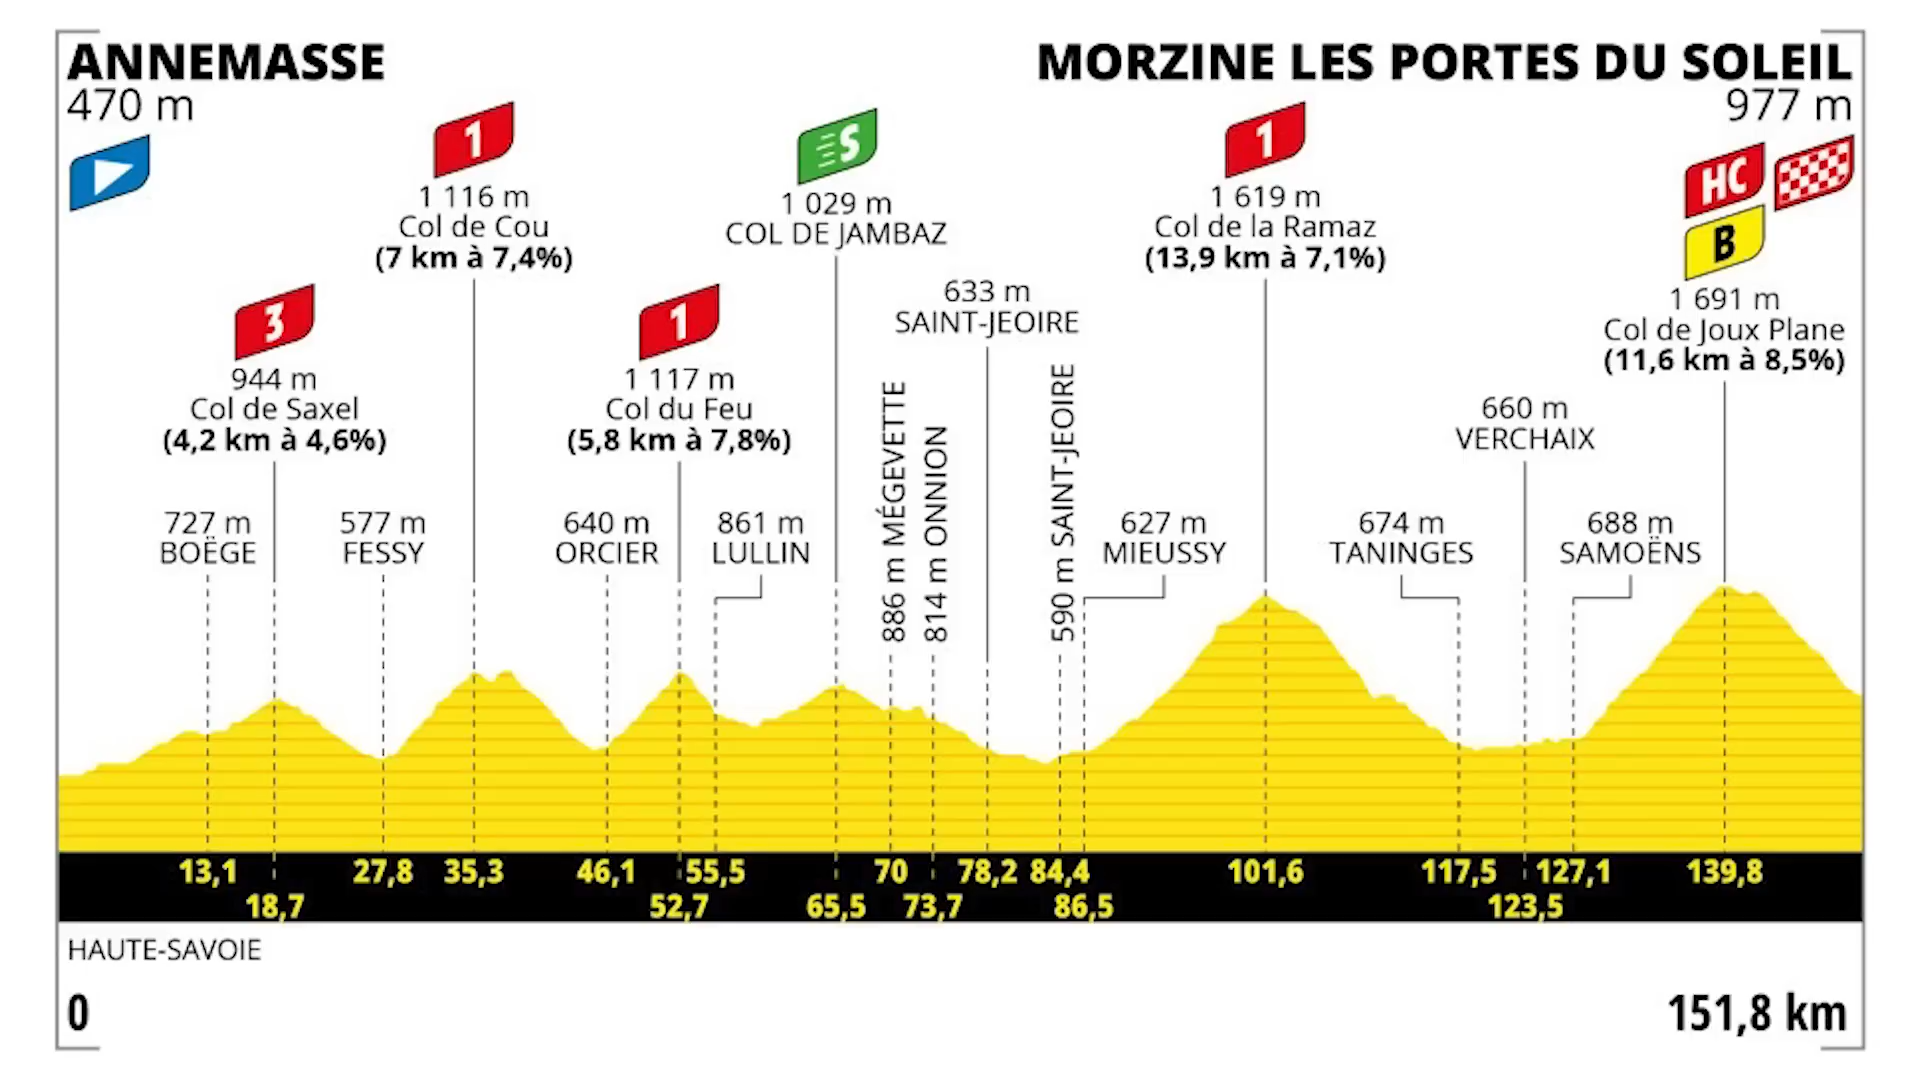 ANNEMASSE
470 m
MORZINE LES PORTES DU SOLEIL
977 m
727 m
BOËGE
3
944 m
Col de Saxel
(4,2 km à 4,6%)
577 m
FESSY
1
1 116 m
Col de Cou
(7 km à 7,4%)
640 m
ORCIER
1
1 117 m
Col du Feu
(5,8 km à 7,8%)
861 m
LULLIN
S
1 029 m
COL DE JAMBAZ
886 m MÉGEVETTE
814 m ONNION
633 m
SAINT-JEOIRE
590 m SAINT-JEOIRE
627 m
MIEUSSY
1
1 619 m
Col de la Ramaz
(13,9 km à 7,1%)
674 m
TANINGES
660 m
VERCHAIX
688 m
SAMOËNS
HC
B
1 691 m
Col de Joux Plane
(11,6 km à 8,5%)
13,1
18,7
27,8
35,3
46,1
52,7
55,5
65,5
70
73,7
78,2
84,4
86,5
101,6
117,5
123,5
127,1
139,8
HAUTE-SAVOIE
0
151,8 km